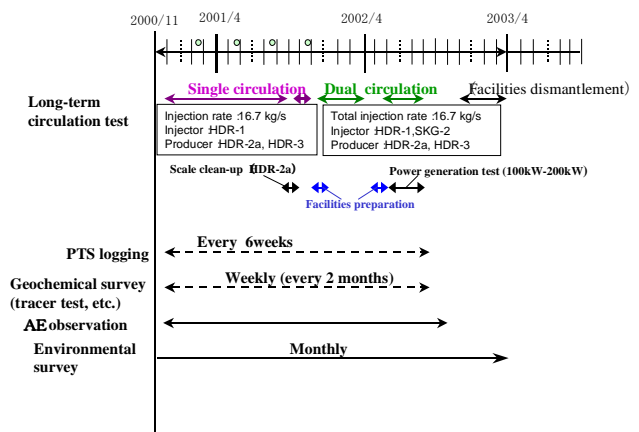 2000/11 2001/4 2002/4 2003/4
Single circulation Dual circulation Facilities dismantlement)
Long-term
circulation test
Injection rate :16.7 kg/s
Injector :HDR-1
Producer :HDR-2a, HDR-3
Total injection rate :16.7 kg/s
Injector :HDR-1,SKG-2
Producer :HDR-2a, HDR-3
Scale clean-up (HDR-2a)
Power generation test (100kW-200kW)
Facilities preparation
PTS logging
Every 6weeks
Geochemical survey
(tracer test, etc.)
Weekly (every 2 months)
AE observation
Environmental
survey
Monthly